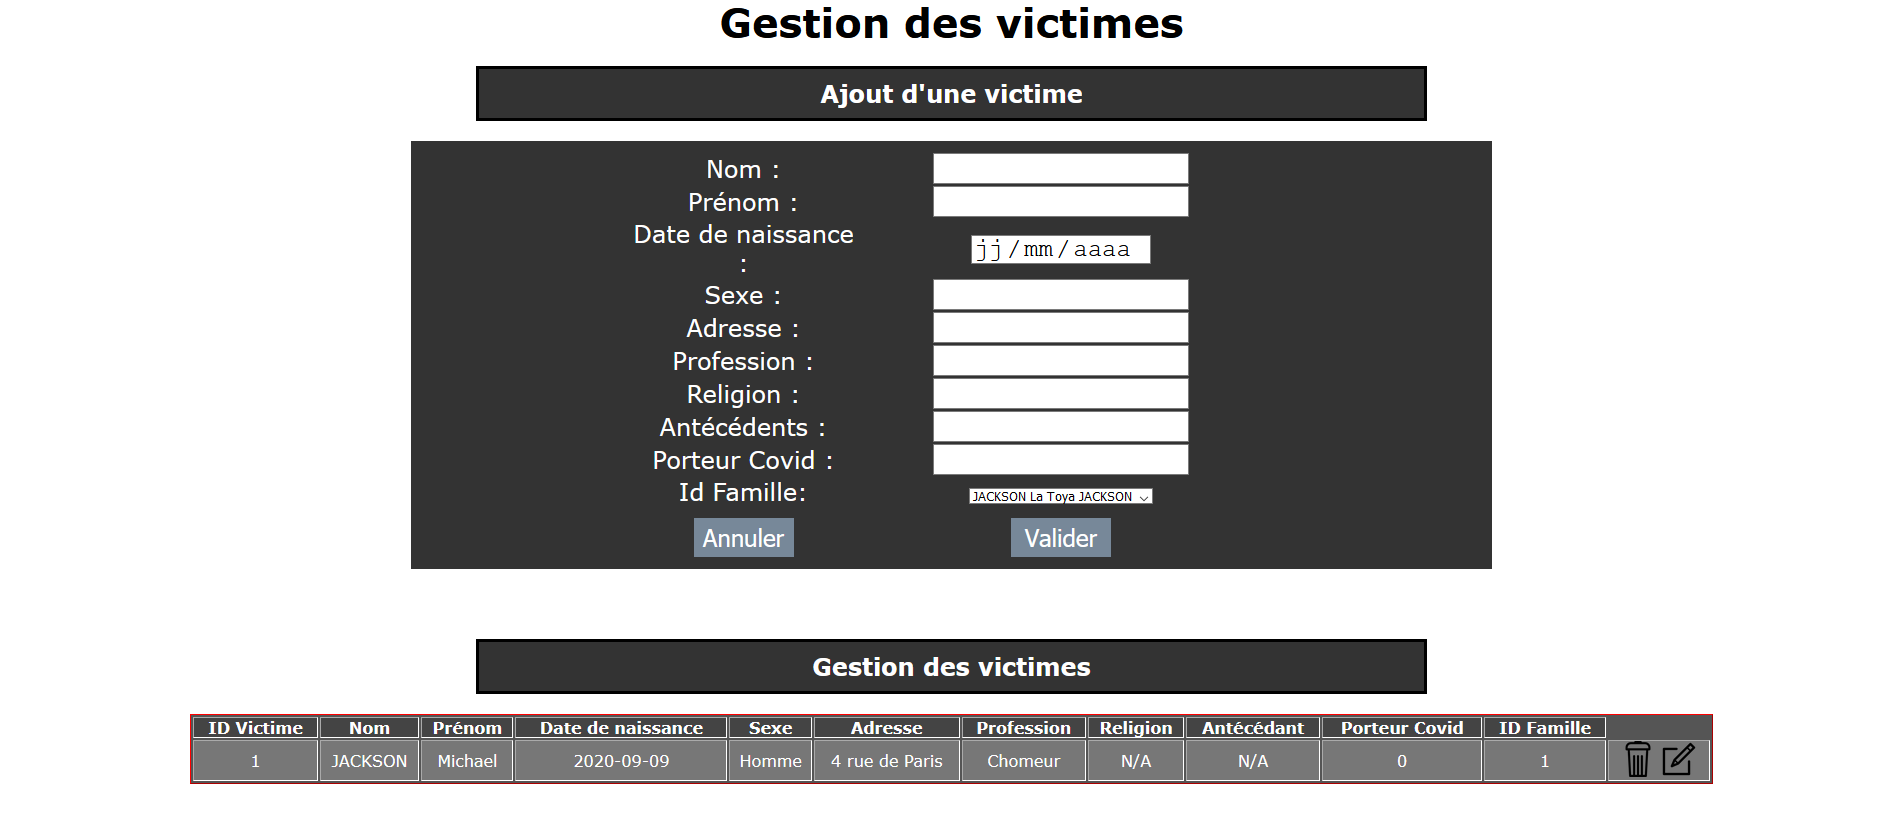 Gestion des victimes
Ajout d'une victime
Nom :
Prénom :
Date de naissance
:
jj/mm/aaaa
Sexe :
Adresse :
Profession :
Religion :
Antécédents :
Porteur Covid :
Id Famille: JACKSON La Toya JACKSON
Annuler Valider
Gestion des victimes
ID Victime Nom Prénom Date de naissance Sexe Adresse Profession Religion Antécédant Porteur Covid ID Famille
1 JACKSON Michael 2020-09-09 Homme 4 rue de Paris Chomeur N/A N/A 0 1